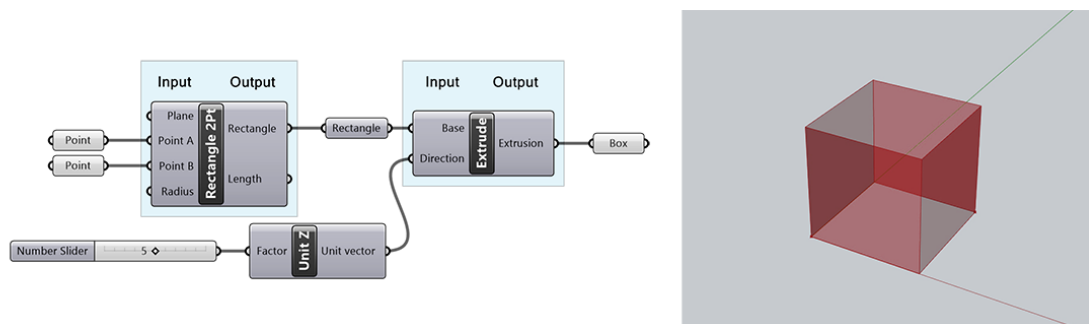 Input Output
Plane
Point A
Point B
Radius
Rectangle 2Pt
Rectangle
Length
Point
Point
Rectangle
Input Output
Base
Direction
Extrude
Extrusion
Box
Number Slider 5
Factor
Unit Z
Unit vector